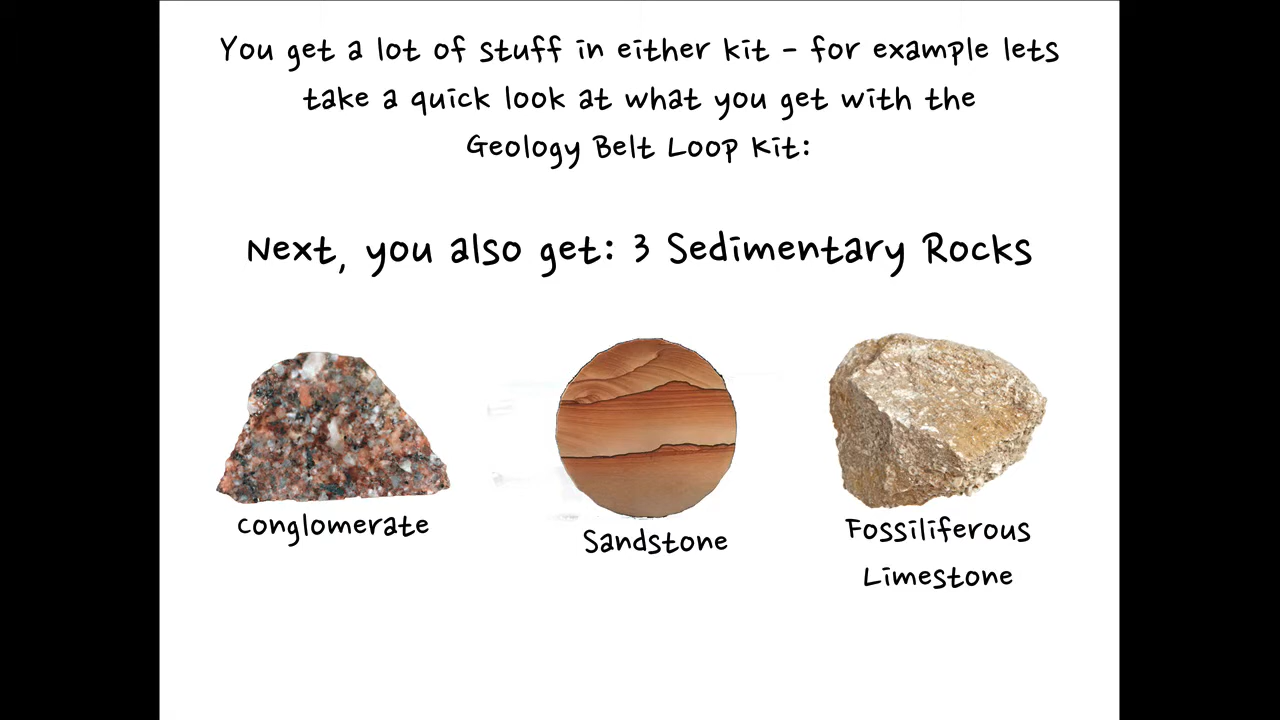 You get a lot of stuff in either kit - for example lets
take a quick look at what you get with the
Geology Belt Loop Kit:
Next, you also get: 3 Sedimentary Rocks
Conglomerate
Sandstone
Fossiliferous
Limestone